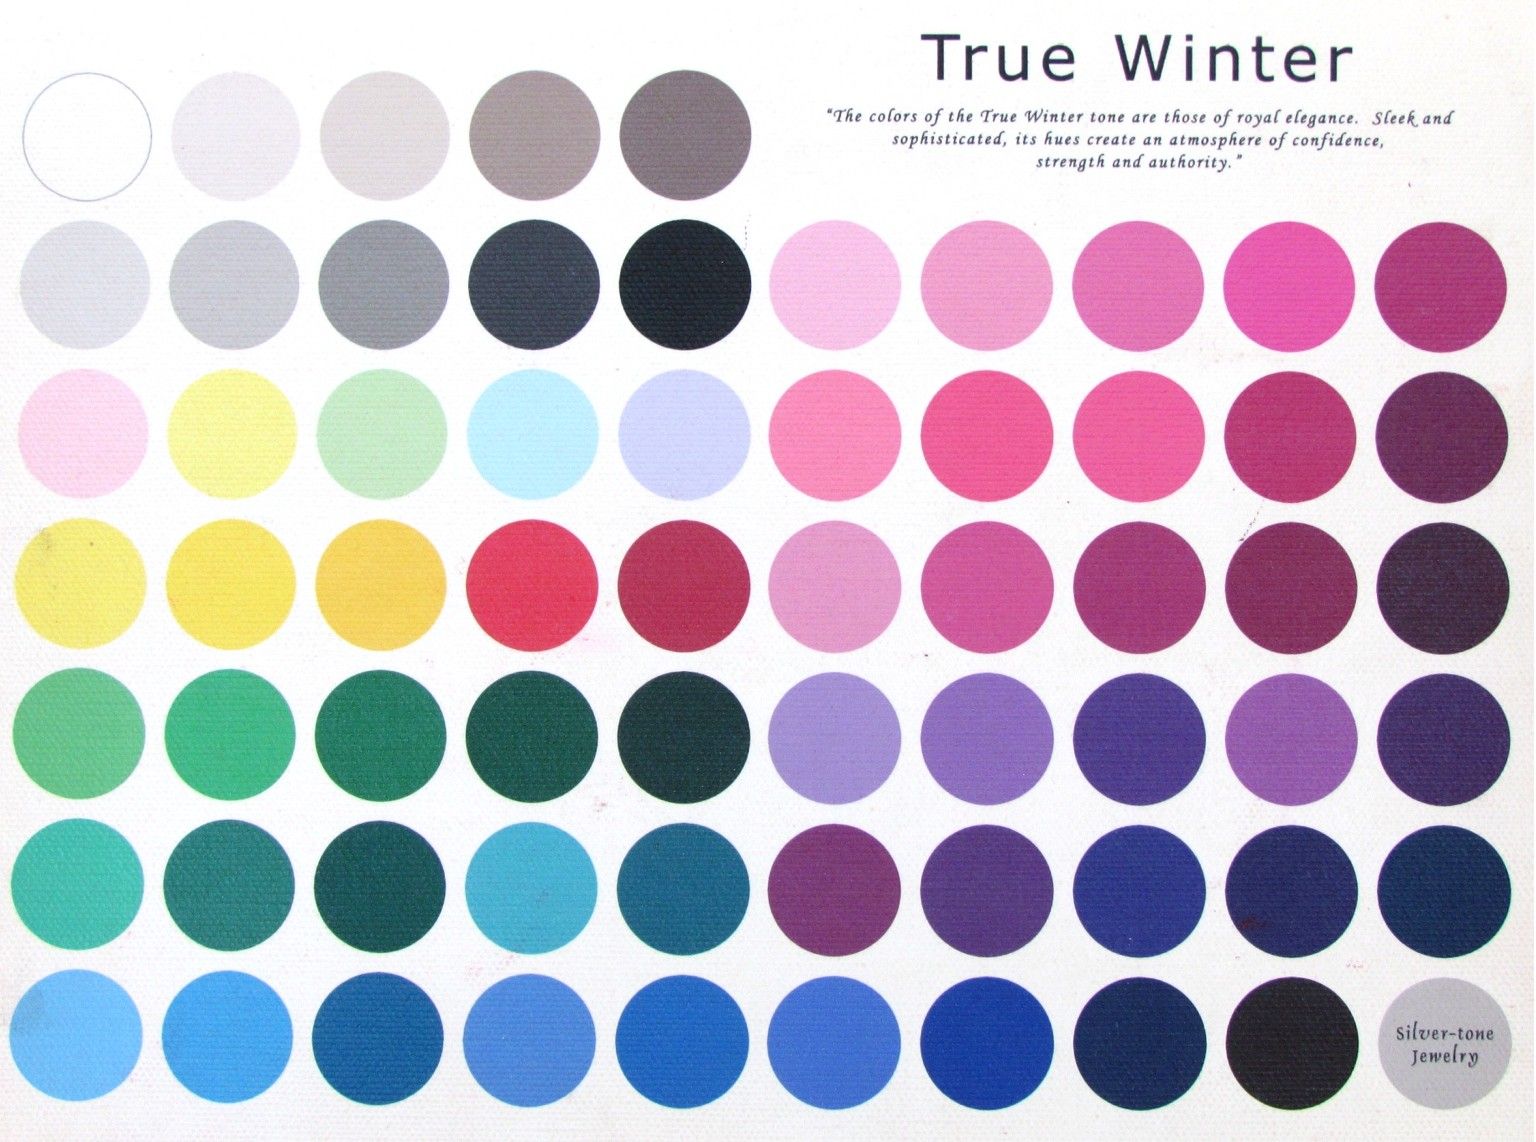 True Winter
"The colors of the True Winter tone are those of royal elegance. Sleek and
sophisticated, its hues create an atmosphere of confidence,
strength and authority."
Silver-tone
Jewelry